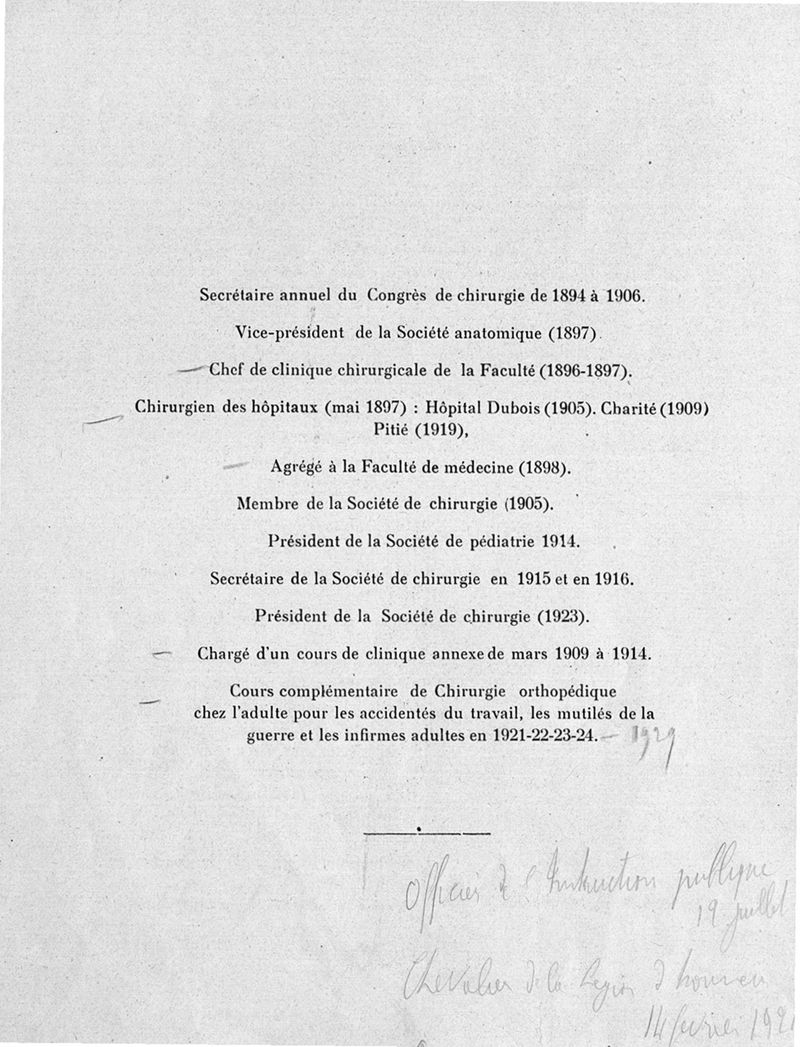 Secrétaire annuel du Congrès de chirurgie de 1894 à 1906.
Vice-président de la Société anatomique (1897).
Chef de clinique chirurgicale de la Faculté (1896-1897).
Chirurgien des hôpitaux (mai 1897) : Hôpital Dubois (1905). Charité (1909)
Pitié (1919),
Agrégé à la Faculté de médecine (1898).
Membre de la Société de chirurgie (1905).
Président de la Société de pédiatrie 1914.
Secrétaire de la Société de chirurgie en 1915 et en 1916.
Président de la Société de chirurgie (1923).
Chargé d'un cours de clinique annexe de mars 1909 à 1914.
Cours complémentaire de Chirurgie orthopédique
chez l'adulte pour les accidentés du travail, les mutilés de la
guerre et les infirmes adultes en 1921-22-23-24. — 1929
Officier de l'Instruction publique
19 juillet
Chevalier de la Legion d honneur
14 fevrier